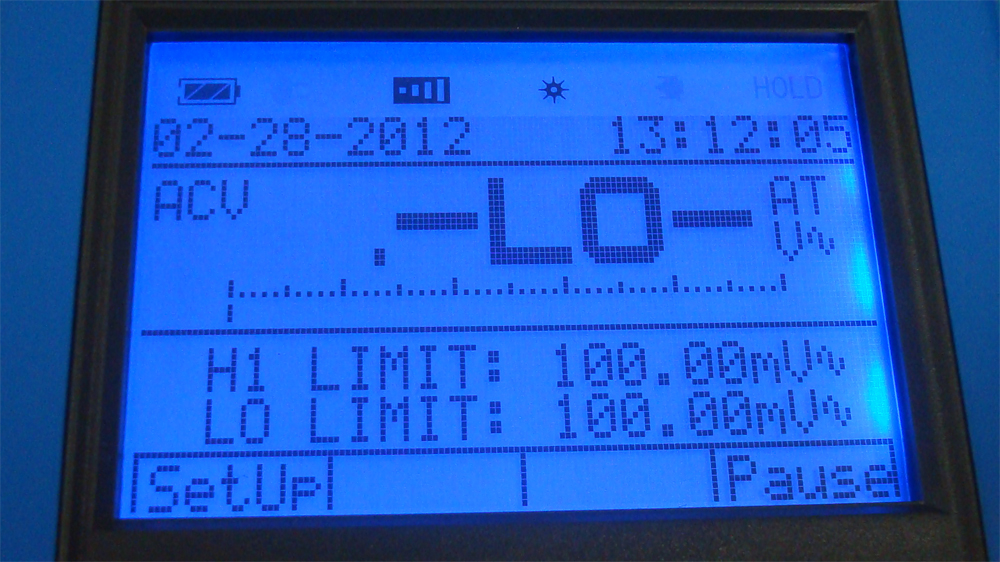 HOLD
02-28-2012 13:12:05
ACV .-LO- AT
V~
H1 LIMIT: 100.00mV~
LO LIMIT: 100.00mV~
SetUp Pause